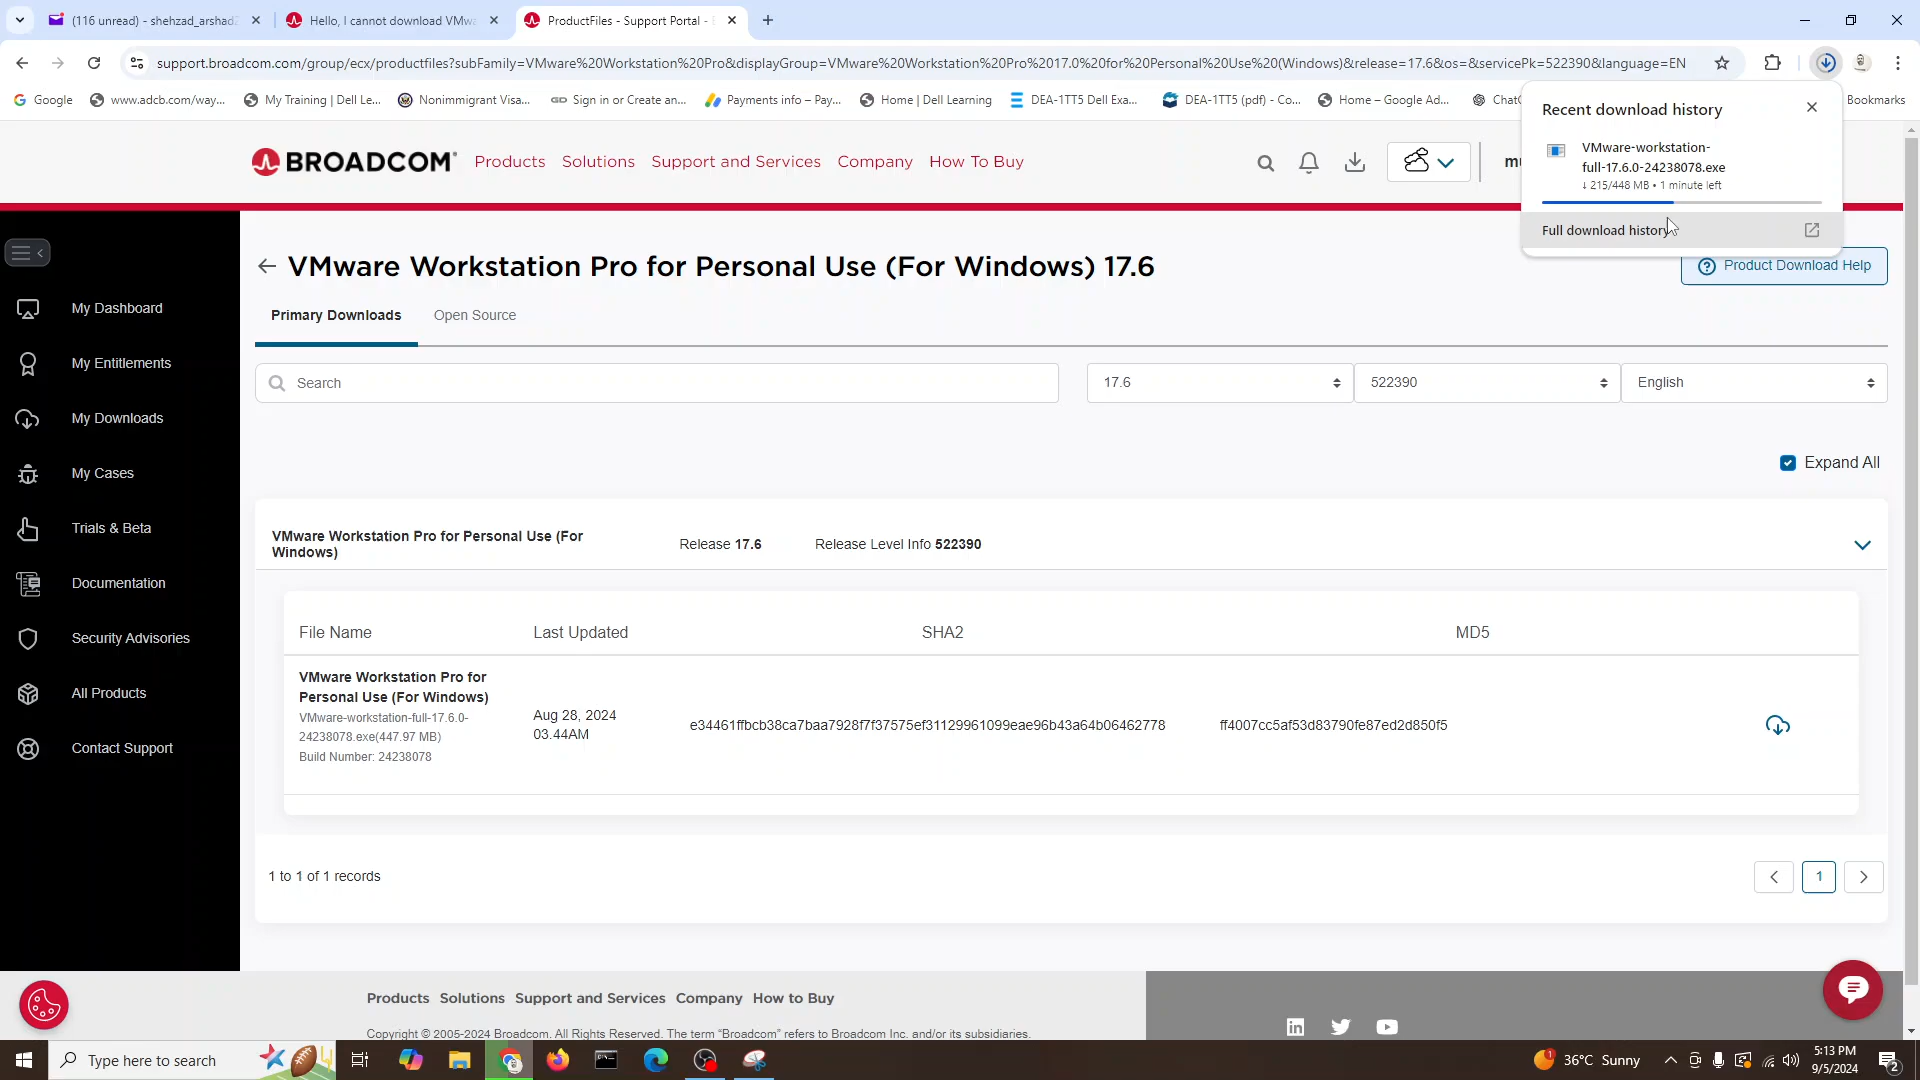 (116 unread) - shehzad_arshad
Hello, I cannot download VMwa
ProductFiles - Support Portal -
support.broadcom.com/group/ecx/productfiles?subFamily=VMware%20Workstation%20Pro&displayGroup=VMware%20Workstation%20Pro%2017.0%20for%20Personal%20Use%20(Windows)&release=17.6&os=&servicePk=522390&language=EN
Google
www.adcb.com/way...
My Training | Dell Le...
Nonimmigrant Visa...
Sign in or Create an...
Payments info – Pay...
Home | Dell Learning
DEA-1TT5 Dell Exa...
DEA-1TT5 (pdf) - Co...
Home – Google Ad...
Chat
Bookmarks
Recent download history
VMware-workstation-
full-17.6.0-24238078.exe
↓ 215/448 MB • 1 minute left
Full download history
BROADCOM
Products
Solutions
Support and Services
Company
How To Buy
VMware Workstation Pro for Personal Use (For Windows) 17.6
Product Download Help
Primary Downloads
Open Source
Search
17.6
522390
English
Expand All
My Dashboard
My Entitlements
My Downloads
My Cases
Trials & Beta
Documentation
Security Advisories
All Products
Contact Support
VMware Workstation Pro for Personal Use (For
Windows)
Release 17.6
Release Level Info 522390
File Name
Last Updated
SHA2
MD5
VMware Workstation Pro for
Personal Use (For Windows)
VMware-workstation-full-17.6.0-
24238078.exe(447.97 MB)
Build Number: 24238078
Aug 28, 2024
03.44AM
e34461ffbcb38ca7baa7928f7f37575ef31129961099eae96b43a64b06462778
ff4007cc5af53d83790fe87ed2d850f5
1 to 1 of 1 records
1
Products
Solutions
Support and Services
Company
How to Buy
Copyright © 2005-2024 Broadcom. All Rights Reserved. The term “Broadcom” refers to Broadcom Inc. and/or its subsidiaries.
Type here to search
36°C Sunny
5:13 PM
9/5/2024